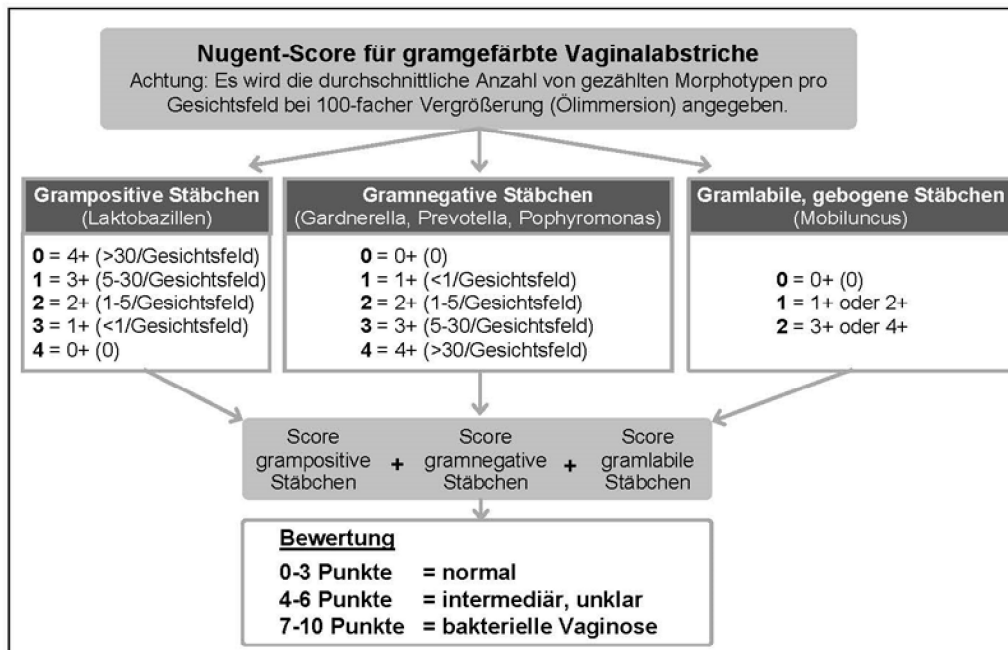 Nugent-Score für gramgefärbte Vaginalabstriche
Achtung: Es wird die durchschnittliche Anzahl von gezählten Morphotypen pro
Gesichtsfeld bei 100-facher Vergrößerung (Ölimmersion) angegeben.
Grampositive Stäbchen
(Laktobazillen)
0 = 4+ (>30/Gesichtsfeld)
1 = 3+ (5-30/Gesichtsfeld)
2 = 2+ (1-5/Gesichtsfeld)
3 = 1+ (<1/Gesichtsfeld)
4 = 0+ (0)
Gramnegative Stäbchen
(Gardnerella, Prevotella, Pophyromonas)
0 = 0+ (0)
1 = 1+ (<1/Gesichtsfeld)
2 = 2+ (1-5/Gesichtsfeld)
3 = 3+ (5-30/Gesichtsfeld)
4 = 4+ (>30/Gesichtsfeld)
Gramlabile, gebogene Stäbchen
(Mobiluncus)
0 = 0+ (0)
1 = 1+ oder 2+
2 = 3+ oder 4+
Score
grampositive
Stäbchen
+
Score
gramnegative
Stäbchen
+
Score
gramlabile
Stäbchen
Bewertung
0-3 Punkte = normal
4-6 Punkte = intermediär, unklar
7-10 Punkte = bakterielle Vaginose